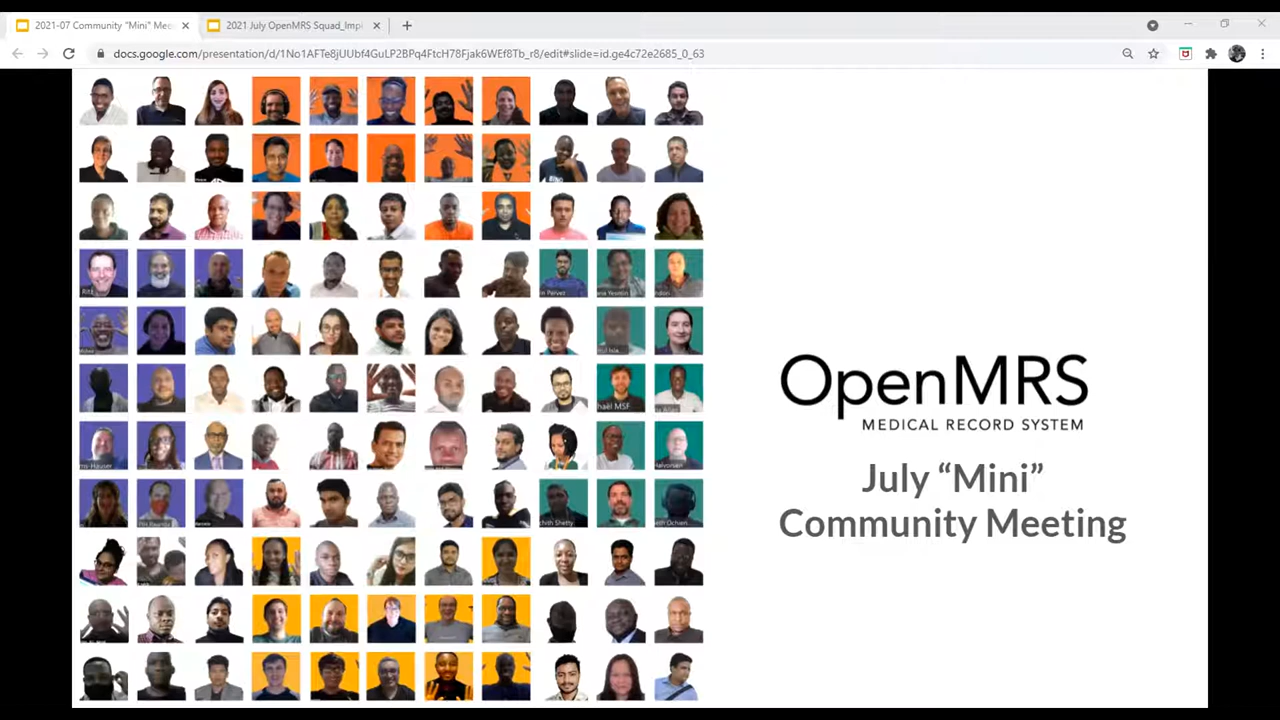 2021-07 Community "Mini" Mee
2021 July OpenMRS Squad_Impl
docs.google.com/presentation/d/1No1AFTe8jUUbf4GuLP2BPq4FtcH78Fjak6WEf8Tb_r8/edit#slide=id.ge4c72e2685_0_63
OpenMRS
MEDICAL RECORD SYSTEM
July “Mini”
Community Meeting